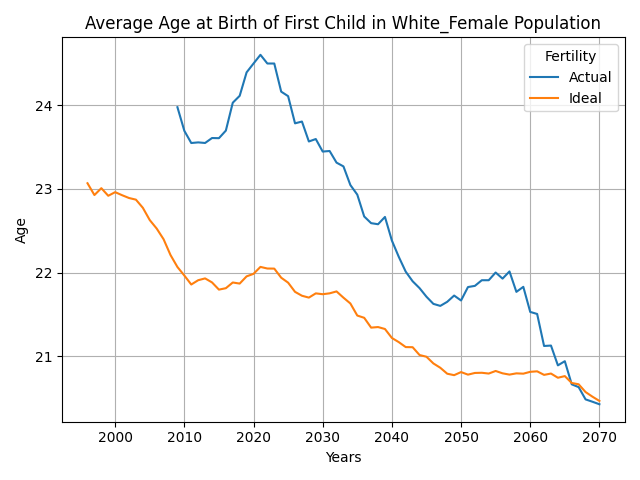 Average Age at Birth of First Child in White_Female Population
Fertility
Actual
Ideal
24
23
22
21
Age
2000 2010 2020 2030 2040 2050 2060 2070
Years